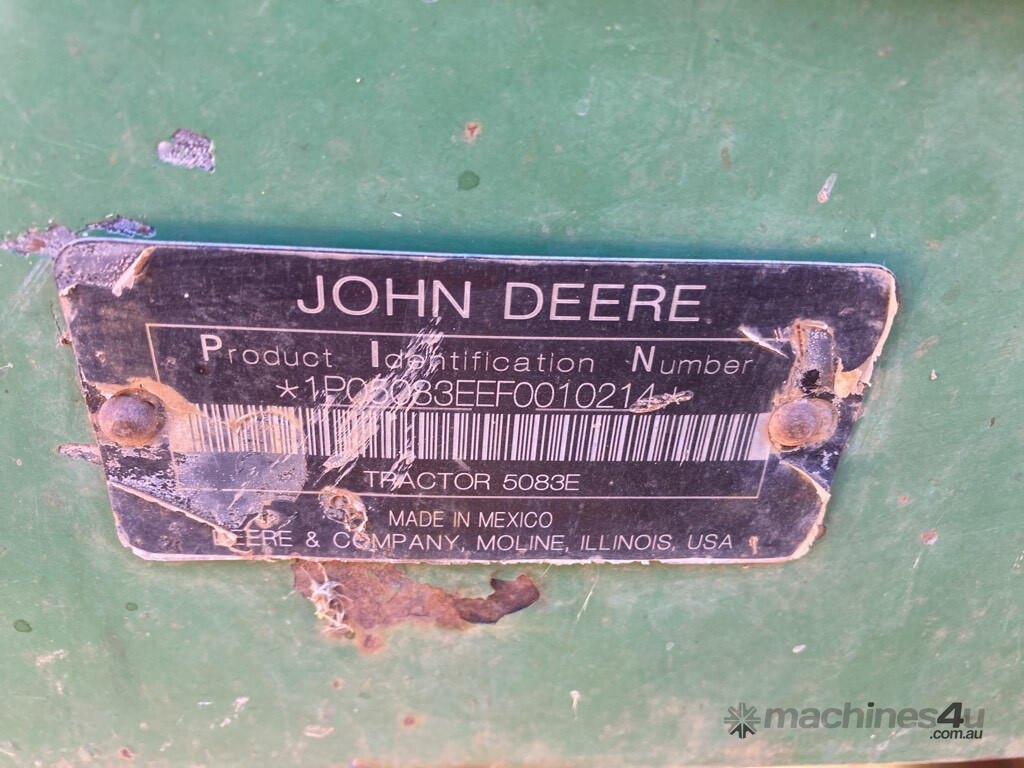 JOHN DEERE
Product Identification Number
*1P05083EEF0010214*
TRACTOR 5083E
MADE IN MEXICO
DEERE & COMPANY, MOLINE, ILLINOIS, USA
machines4u
.com.au